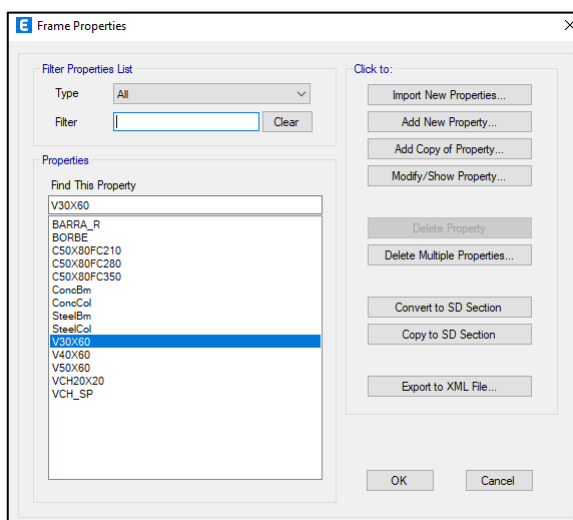 E Frame Properties
Filter Properties List
Type All
Filter Clear
Properties
Find This Property
V30X60
BARRA_R
BORBE
C50X80FC210
C50X80FC280
C50X80FC350
ConcBm
ConcCol
SteelBm
SteelCol
V30X60
V40X60
V50X60
VCH20X20
VCH_SP
Click to:
Import New Properties...
Add New Property...
Add Copy of Property...
Modify/Show Property...
Delete Property
Delete Multiple Properties...
Convert to SD Section
Copy to SD Section
Export to XML File...
OK Cancel